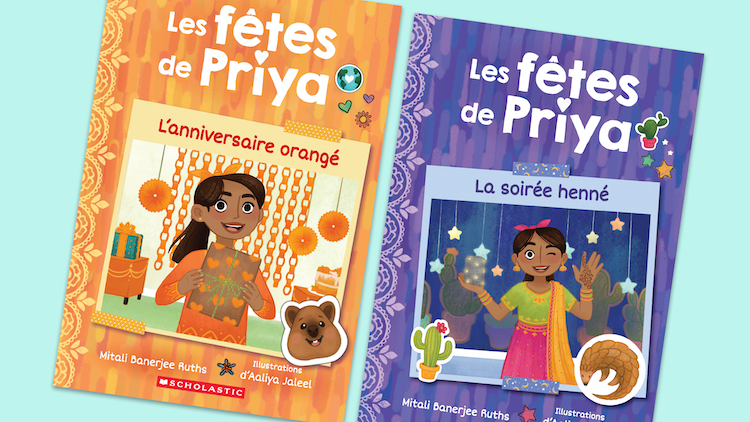 Les fêtes
de Priya
L'anniversaire orangé
Mitali Banerjee Ruths
Illustrations
d'Aaliya Jaleel
SCHOLASTIC
Les fêtes
de Priya
La soirée henné
Mitali Banerjee Ruths
Illustrations